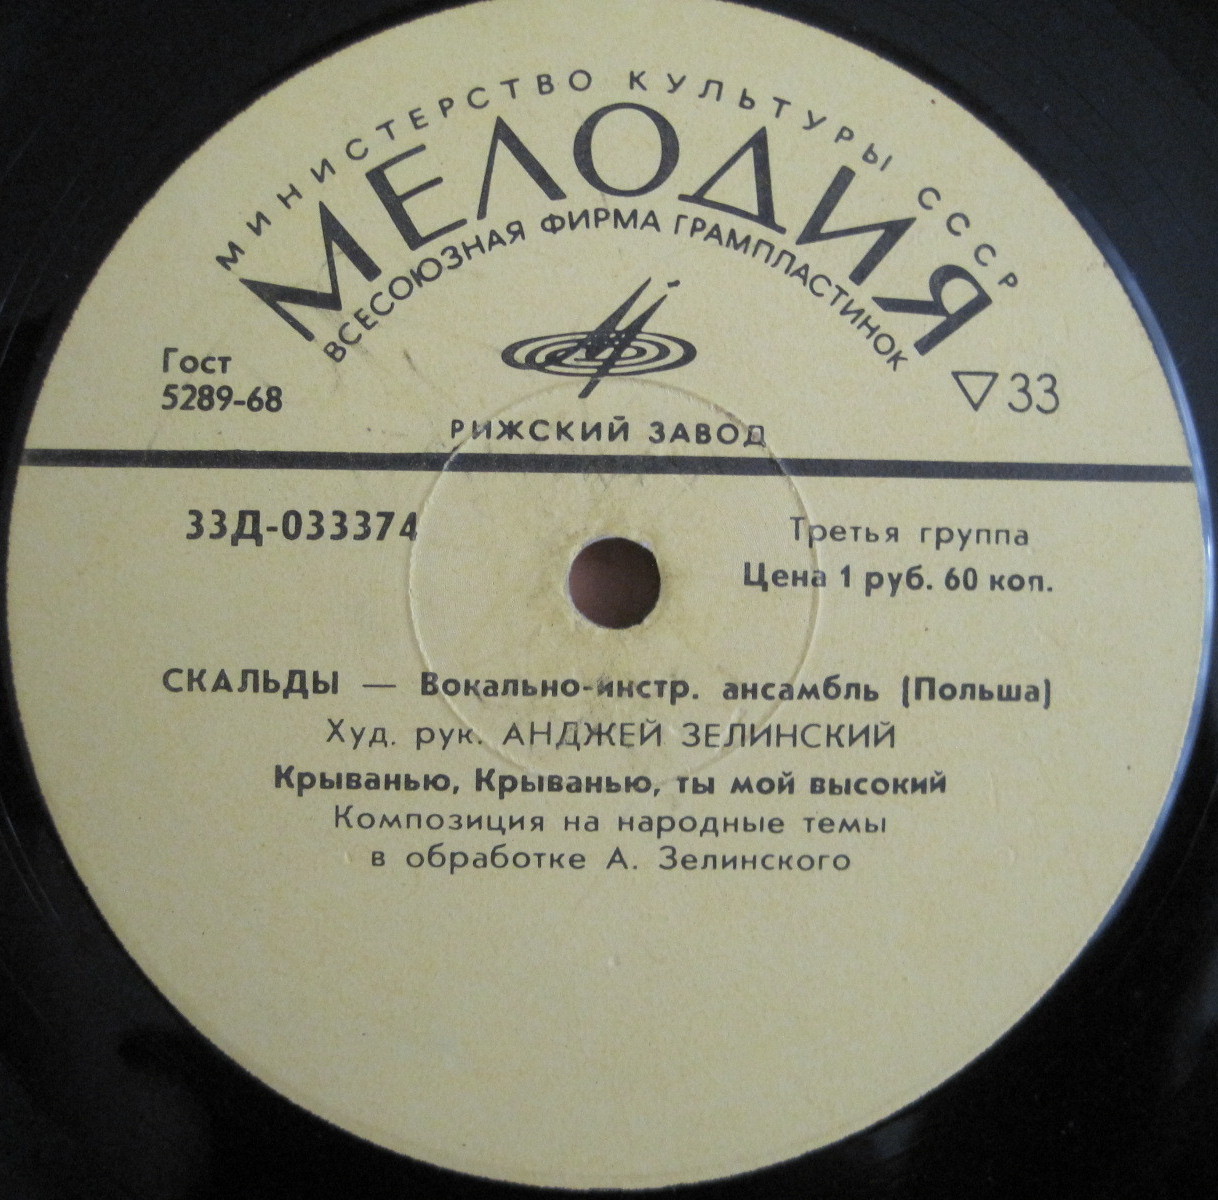 МИНИСТЕРСТВО КУЛЬТУРЫ СССР
МЕЛОДИЯ
ВСЕСОЮЗНАЯ ФИРМА ГРАМПЛАСТИНОК
Гост
5289-68
33
РИЖСКИЙ ЗАВОД
33Д-033374
Третья группа
Цена 1 руб. 60 коп.
СКАЛЬДЫ — Вокально-инстр. ансамбль (Польша)
Худ. рук. АНДЖЕЙ ЗЕЛИНСКИЙ
Крыванью, Крыванью, ты мой высокий
Композиция на народные темы
в обработке А. Зелинского